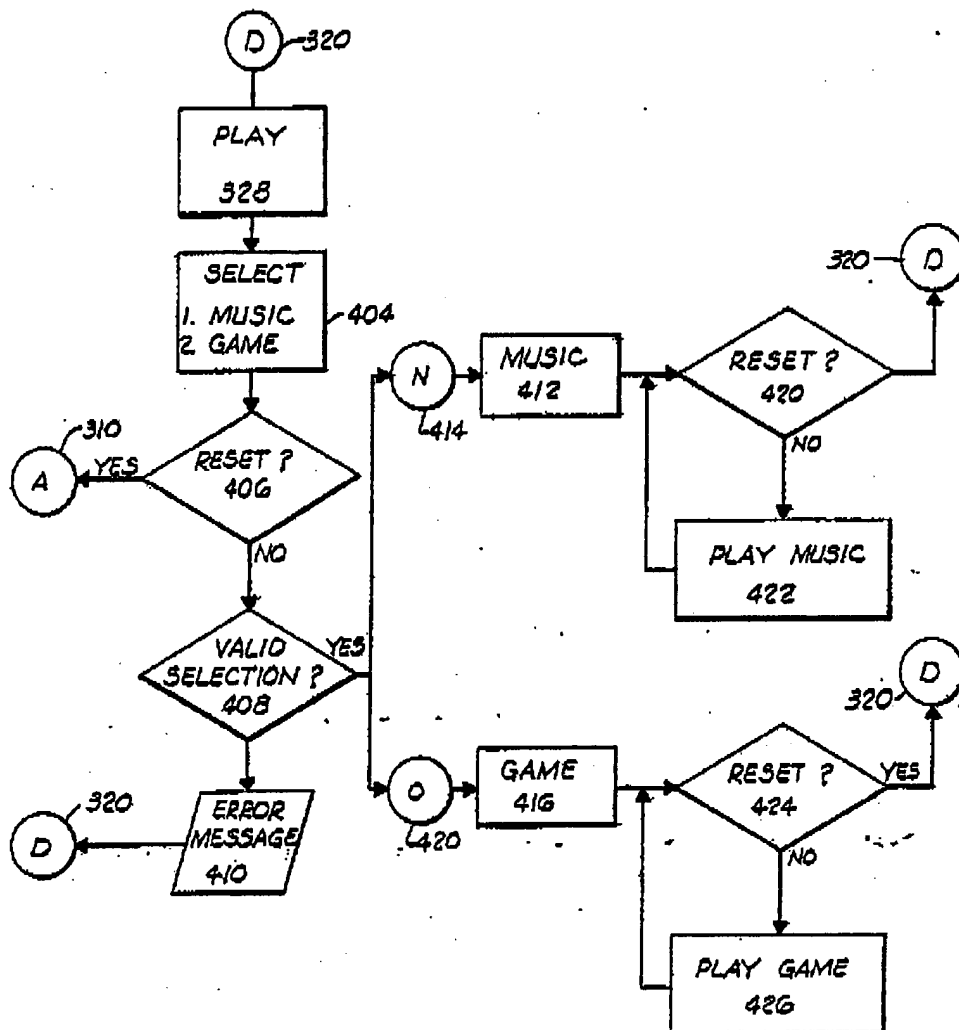 D
320
PLAY
328
SELECT
1. MUSIC
2 GAME
404
RESET ?
406
YES
310
A
NO
VALID
SELECTION ?
408
YES
ERROR
MESSAGE
410
320
D
N
414
MUSIC
412
RESET ?
420
320
D
NO
PLAY MUSIC
422
O
420
GAME
416
RESET ?
424
YES
320
D
NO
PLAY GAME
426